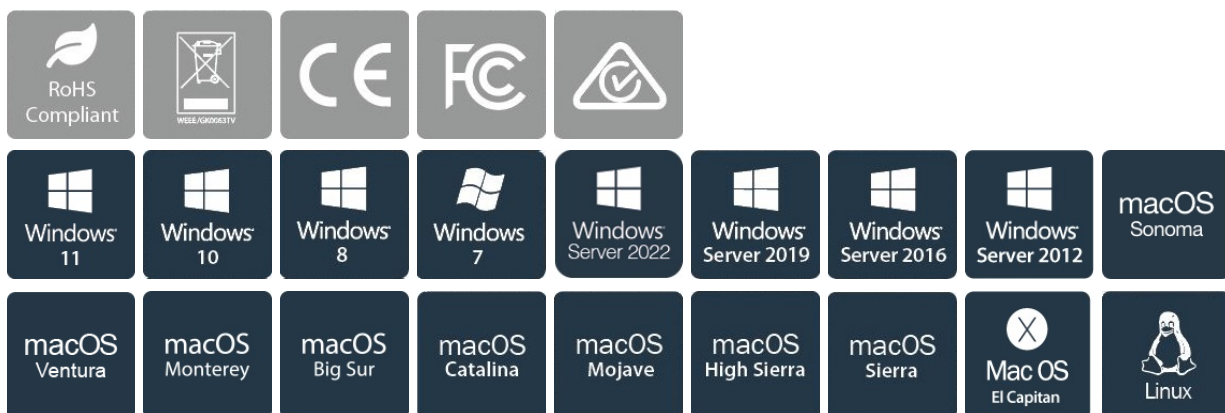 RoHS
Compliant
WEEE/GK0063TV
CE
FC
Windows
11
Windows
10
Windows
8
Windows
7
Windows
Server 2022
Windows
Server 2019
Windows
Server 2016
Windows
Server 2012
macOS
Sonoma
macOS
Ventura
macOS
Monterey
macOS
Big Sur
macOS
Catalina
macOS
Mojave
macOS
High Sierra
macOS
Sierra
X
Mac OS
El Capitan
Linux